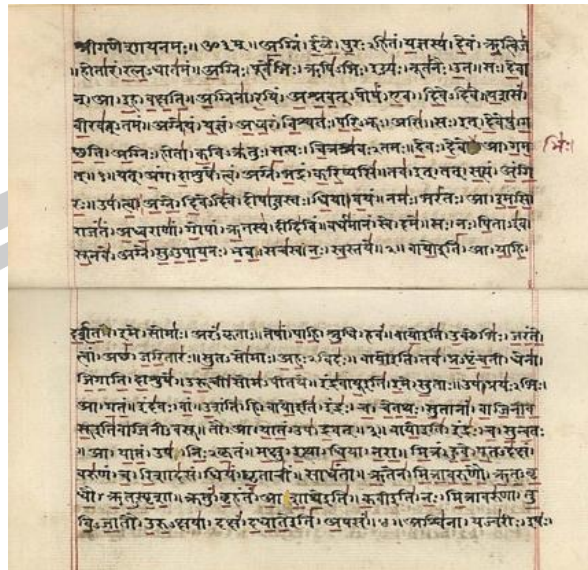 श्रीगणेशायनमः॥ॐ३म्॥अग्निं।ईळे।पुरःऽहितं।यज्ञस्य।देवं।ऋत्विजं
॥होतारं।रत्नऽधातमं॥अग्निः।पूर्वेभिः।ऋषिऽभिः।ईड्यः।नूतनैः।उत॥सः।देवा
न्।आ।इह।वक्षति॥अग्निना।रयिं।अश्नवत्।पोषं।एव।दिवेऽदिवे॥यशसं।
वीरवत्ऽतमं॥अग्ने।यं।यज्ञं।अध्वरं।विश्वतः।परिऽभूः।असि॥सः।इत्।देवेषु।ग
च्छति॥अग्निः।होता।कविऽक्रतुः।सत्यः।चित्रश्रवःऽतमः॥देवः।देवे।आ।गम भिः।
त्॥१॥यत्।अंग।दाशुषे।त्वं।अग्ने।भद्रं।करिष्यसि॥तव।इत्।तत्।सत्यं।अंगि
रः॥उप।त्वा।अग्ने।दिवेऽदिवे।दोषाऽवस्तः।धिया।वयं॥नमः।भरंतः।आ।इमसि॥
राजंतं।अध्वराणां।गोपां।ऋतस्य।दीदिविं॥वर्धमानं।स्वे।दमे॥सः।नः।पिताऽइव।
सूनवे।अग्ने।सुऽउपायनः।भव॥सचस्व।नः।स्वस्तये॥२॥वायोइति।आ।याहि।
दर्शत।इमे।सोमाः।अरंऽकृताः॥तेषां।पाहि।श्रुधि।हवं॥वायोइति।उक्थेभिः।जरंते।
त्वां।अच्छ।जरितारः॥सुतऽसोमाः।अहःऽविदः॥वायोइति।तव।प्रऽपृंचती।धेना।
जिगाति।दाशुषे॥उरूची।सोमऽपीतये॥इंद्रवायूइति।इमे।सुताः॥उप।प्रयःऽभिः।
आ।गतं॥इंदवः।वां।उशंति।हि॥वायोइति।इंद्रः।च।चेतथः।सुतानां।वाजिनीव
सूइतिवाजिनीऽवसू॥तौ।आ।यातं।उप।द्रवत्॥३॥वायोइति।इंद्रः।च।सुन्वतः
॥आ।यातं।उप।निःऽकृतं॥मक्षु।इत्था।धिया।नरा॥मित्रं।हुवे।पूतऽदक्षं।
वरुणं।च।रिशादसं॥धियं।घृताचीं।साधंता॥ऋतेन।मित्रावरुणौ।ऋतऽवृ
धौ।ऋतऽस्पृशा॥क्रतुं।बृहंतं।आशाथेइति॥कवीइति।नः।मित्रावरुणा।तु
विऽजातौ।उरुऽक्षया॥दक्षं।दधातेइति।अपसं॥४॥अश्विना।यज्वरीः।इषः।